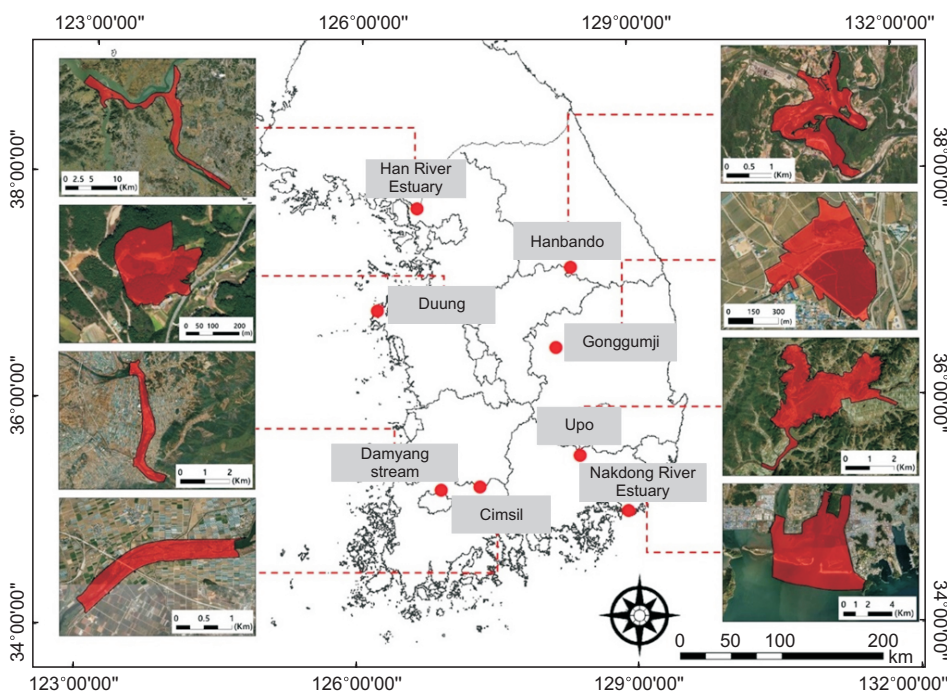 123°00'00"
126°00'00"
129°00'00"
132°00'00"
38°00'00"
36°00'00"
34°00'00"
38°00'00"
36°00'00"
34°00'00"
0 2.5 5 10
(Km)
0 50 100 200
(m)
0 1 2
(Km)
0 0.5 1
(Km)
Han River
Estuary
Hanbando
Duung
Gonggumji
Upo
Damyang
stream
Nakdong River
Estuary
Cimsil
0 0.5 1
(Km)
0 150 300
(m)
0 1 2
(Km)
0 1 2 4
(Km)
0 50 100 200
km
123°00'00"
126°00'00"
129°00'00"
132°00'00"